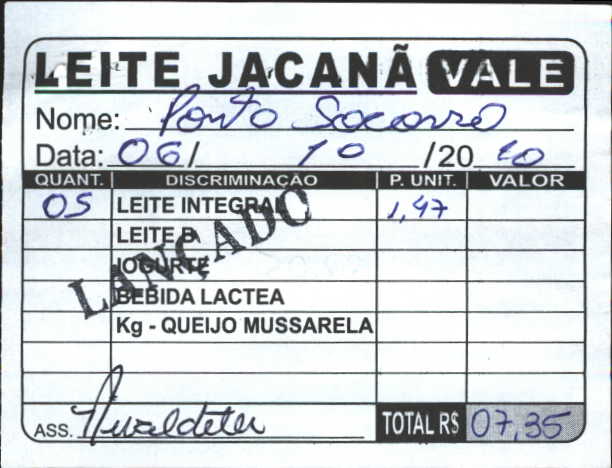 LEITE JACANÃ VALE
Nome: Ponto Socorro
Data: 06/ 10 /20 10
QUANT. DISCRIMINAÇÃO P. UNIT. VALOR
05 LEITE INTEGRAL 1,47
LEITE B
IOGURTE
BEBIDA LACTEA
Kg - QUEIJO MUSSARELA
LANÇADO
ASS. TOTAL R$ 07,35